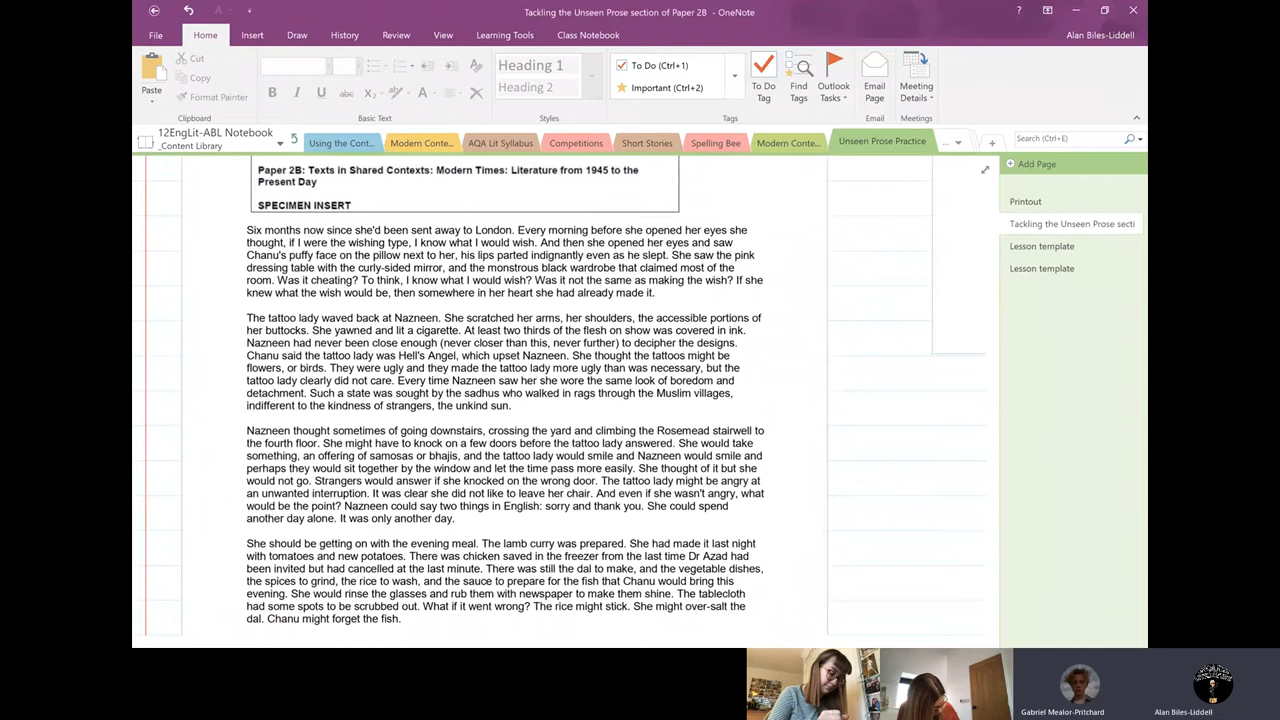 Tackling the Unseen Prose section of Paper 2B - OneNote
?
File Home Insert Draw History Review View Learning Tools Class Notebook Alan Biles-Liddell
Paste
Cut
Copy
Format Painter
Clipboard
B I U abc X₂ A
Basic Text
Heading 1
Heading 2
Styles
To Do (Ctrl+1)
Important (Ctrl+2)
To Do
Tag
Find
Tags
Outlook
Tasks
Tags
Email
Page
Email
Meeting
Details
Meetings
12EngLit-ABL Notebook
_Content Library
Using the Cont... Modern Conte... AQA Lit Syllabus Competitions Short Stories Spelling Bee Modern Conte... Unseen Prose Practice ... +
Search (Ctrl+E)
Add Page
Printout
Tackling the Unseen Prose secti
Lesson template
Lesson template
Paper 2B: Texts in Shared Contexts: Modern Times: Literature from 1945 to the
Present Day
SPECIMEN INSERT
Six months now since she'd been sent away to London. Every morning before she opened her eyes she
thought, if I were the wishing type, I know what I would wish. And then she opened her eyes and saw
Chanu's puffy face on the pillow next to her, his lips parted indignantly even as he slept. She saw the pink
dressing table with the curly-sided mirror, and the monstrous black wardrobe that claimed most of the
room. Was it cheating? To think, I know what I would wish? Was it not the same as making the wish? If she
knew what the wish would be, then somewhere in her heart she had already made it.
The tattoo lady waved back at Nazneen. She scratched her arms, her shoulders, the accessible portions of
her buttocks. She yawned and lit a cigarette. At least two thirds of the flesh on show was covered in ink.
Nazneen had never been close enough (never closer than this, never further) to decipher the designs.
Chanu said the tattoo lady was Hell's Angel, which upset Nazneen. She thought the tattoos might be
flowers, or birds. They were ugly and they made the tattoo lady more ugly than was necessary, but the
tattoo lady clearly did not care. Every time Nazneen saw her she wore the same look of boredom and
detachment. Such a state was sought by the sadhus who walked in rags through the Muslim villages,
indifferent to the kindness of strangers, the unkind sun.
Nazneen thought sometimes of going downstairs, crossing the yard and climbing the Rosemead stairwell to
the fourth floor. She might have to knock on a few doors before the tattoo lady answered. She would take
something, an offering of samosas or bhajis, and the tattoo lady would smile and Nazneen would smile and
perhaps they would sit together by the window and let the time pass more easily. She thought of it but she
would not go. Strangers would answer if she knocked on the wrong door. The tattoo lady might be angry at
an unwanted interruption. It was clear she did not like to leave her chair. And even if she wasn't angry, what
would be the point? Nazneen could say two things in English: sorry and thank you. She could spend
another day alone. It was only another day.
She should be getting on with the evening meal. The lamb curry was prepared. She had made it last night
with tomatoes and new potatoes. There was chicken saved in the freezer from the last time Dr Azad had
been invited but had cancelled at the last minute. There was still the dal to make, and the vegetable dishes,
the spices to grind, the rice to wash, and the sauce to prepare for the fish that Chanu would bring this
evening. She would rinse the glasses and rub them with newspaper to make them shine. The tablecloth
had some spots to be scrubbed out. What if it went wrong? The rice might stick. She might over-salt the
dal. Chanu might forget the fish.
Gabriel Mealor-Pritchard
Alan Biles-Liddell